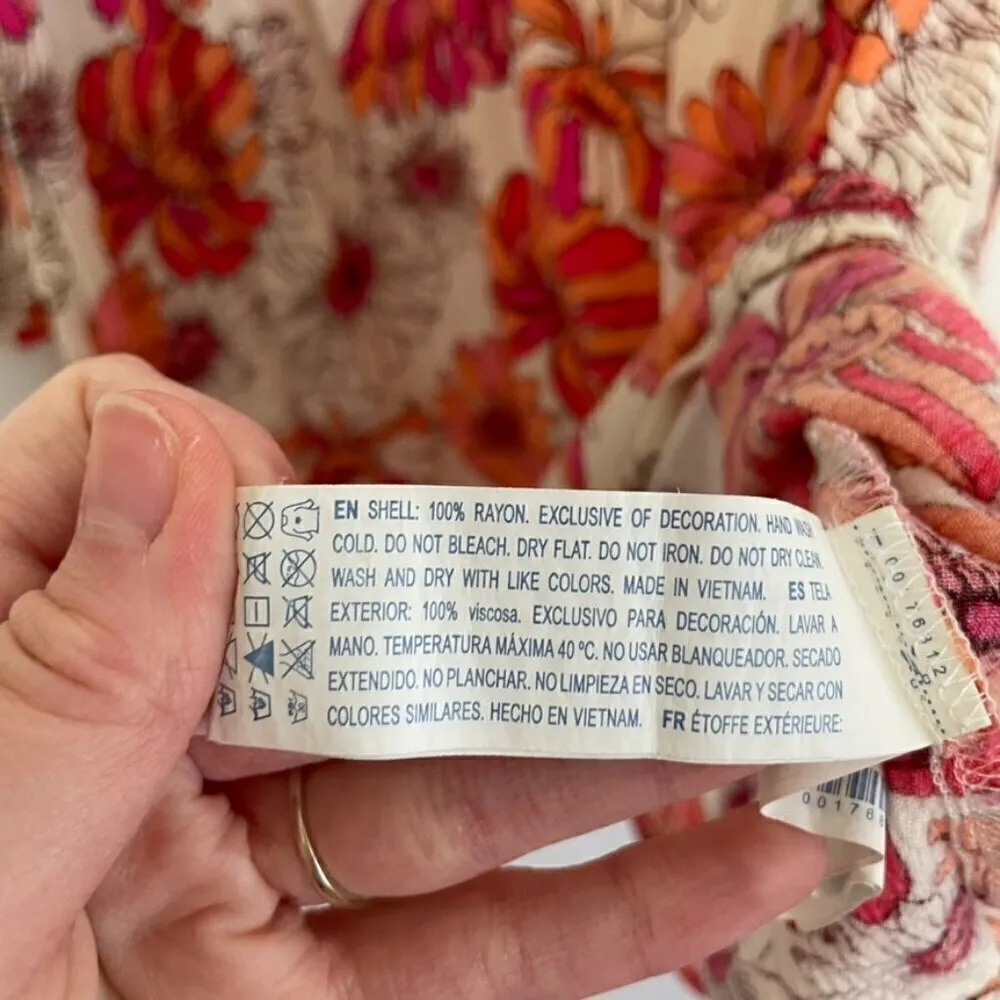 EN SHELL: 100% RAYON. EXCLUSIVE OF DECORATION. HAND WASH
COLD. DO NOT BLEACH. DRY FLAT. DO NOT IRON. DO NOT DRY CLEAN.
WASH AND DRY WITH LIKE COLORS. MADE IN VIETNAM. ES TELA
EXTERIOR: 100% viscosa. EXCLUSIVO PARA DECORACIÓN. LAVAR A
MANO. TEMPERATURA MÁXIMA 40 ºC. NO USAR BLANQUEADOR. SECADO
EXTENDIDO. NO PLANCHAR. NO LIMPIEZA EN SECO. LAVAR Y SECAR CON
COLORES SIMILARES. HECHO EN VIETNAM. FR ÉTOFFE EXTÉRIEURE: